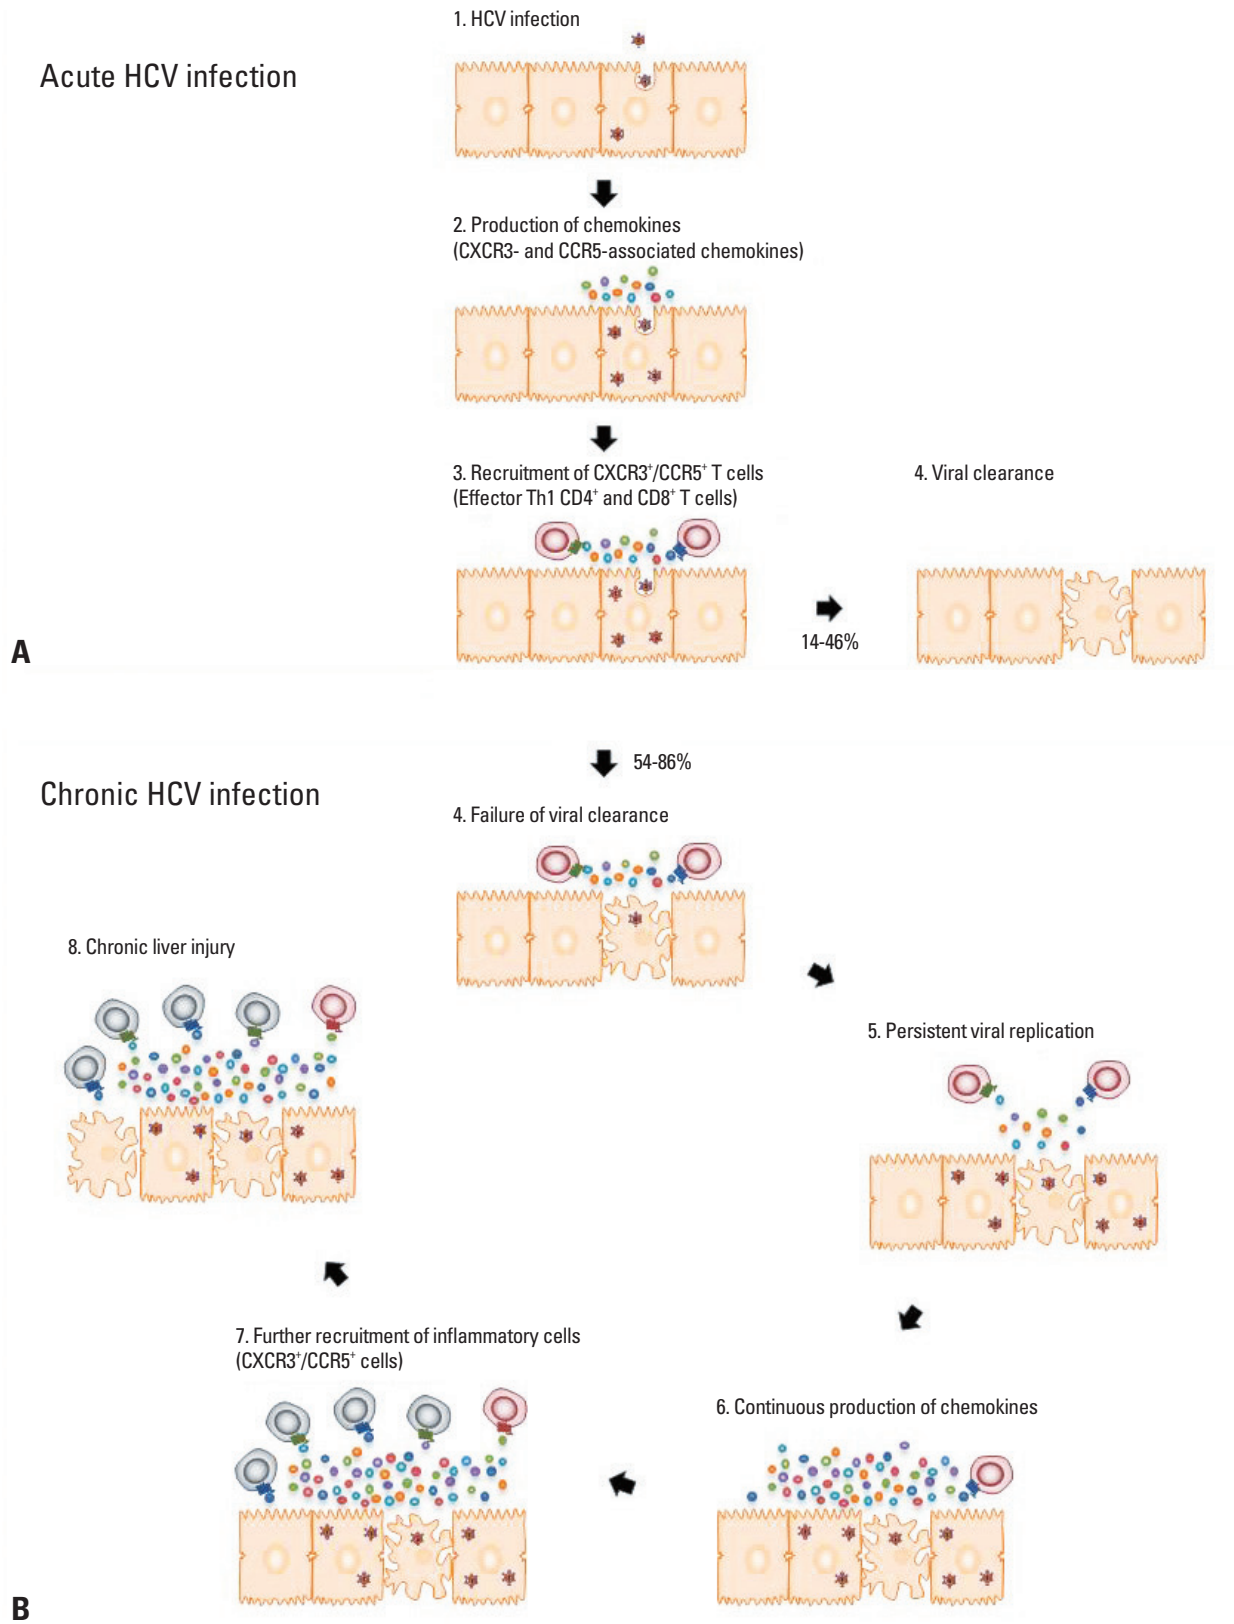 Acute HCV infection
1. HCV infection
2. Production of chemokines
(CXCR3- and CCR5-associated chemokines)
3. Recruitment of CXCR3⁺/CCR5⁺ T cells
(Effector Th1 CD4⁺ and CD8⁺ T cells)
14-46%
4. Viral clearance
A
54-86%
Chronic HCV infection
4. Failure of viral clearance
5. Persistent viral replication
6. Continuous production of chemokines
7. Further recruitment of inflammatory cells
(CXCR3⁺/CCR5⁺ cells)
8. Chronic liver injury
B